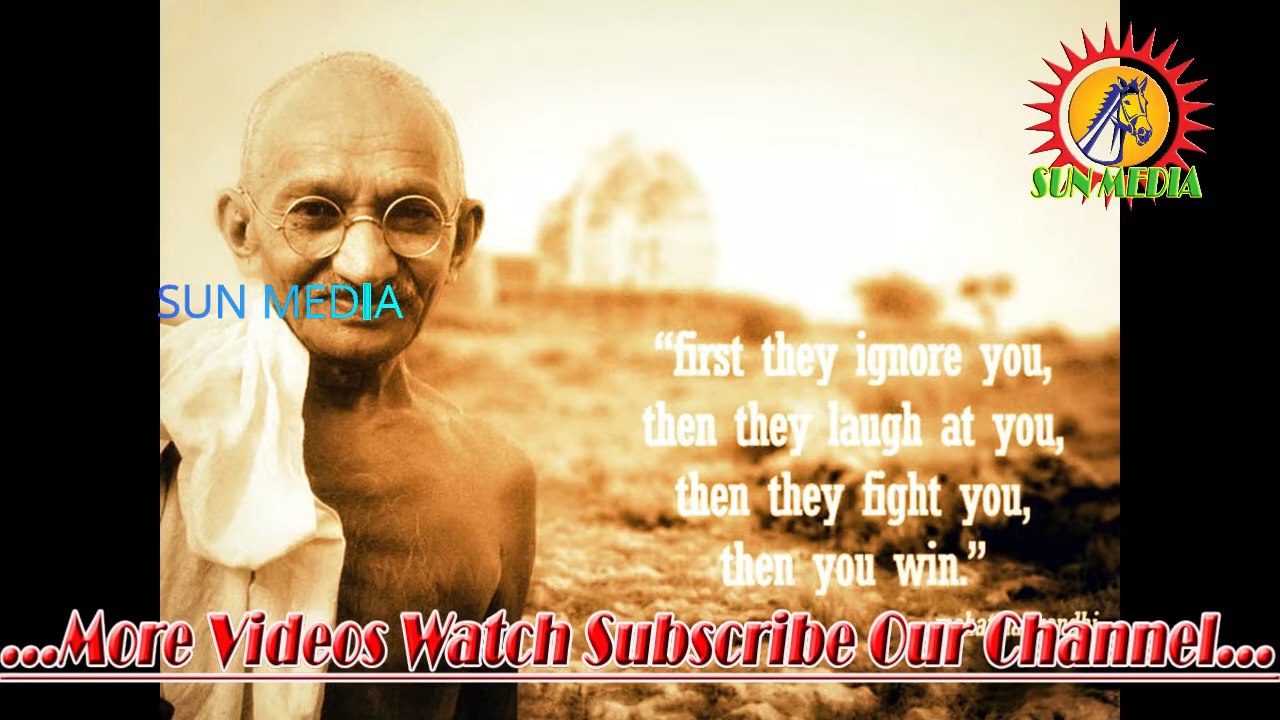 SUN MEDIA
SUN MEDIA
“first they ignore you,
then they laugh at you,
then they fight you,
then you win.”
...More Videos Watch Subscribe Our Channel...